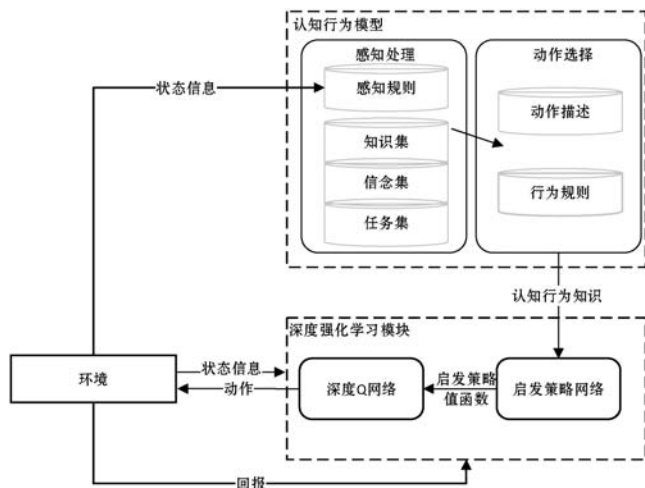 认知行为模型
感知处理
动作选择
感知规则
状态信息
知识集
动作描述
信念集
行为规则
任务集
认知行为知识
深度强化学习模块
状态信息
环境
动作
深度Q网络
启发策略
值函数
启发策略网络
回报